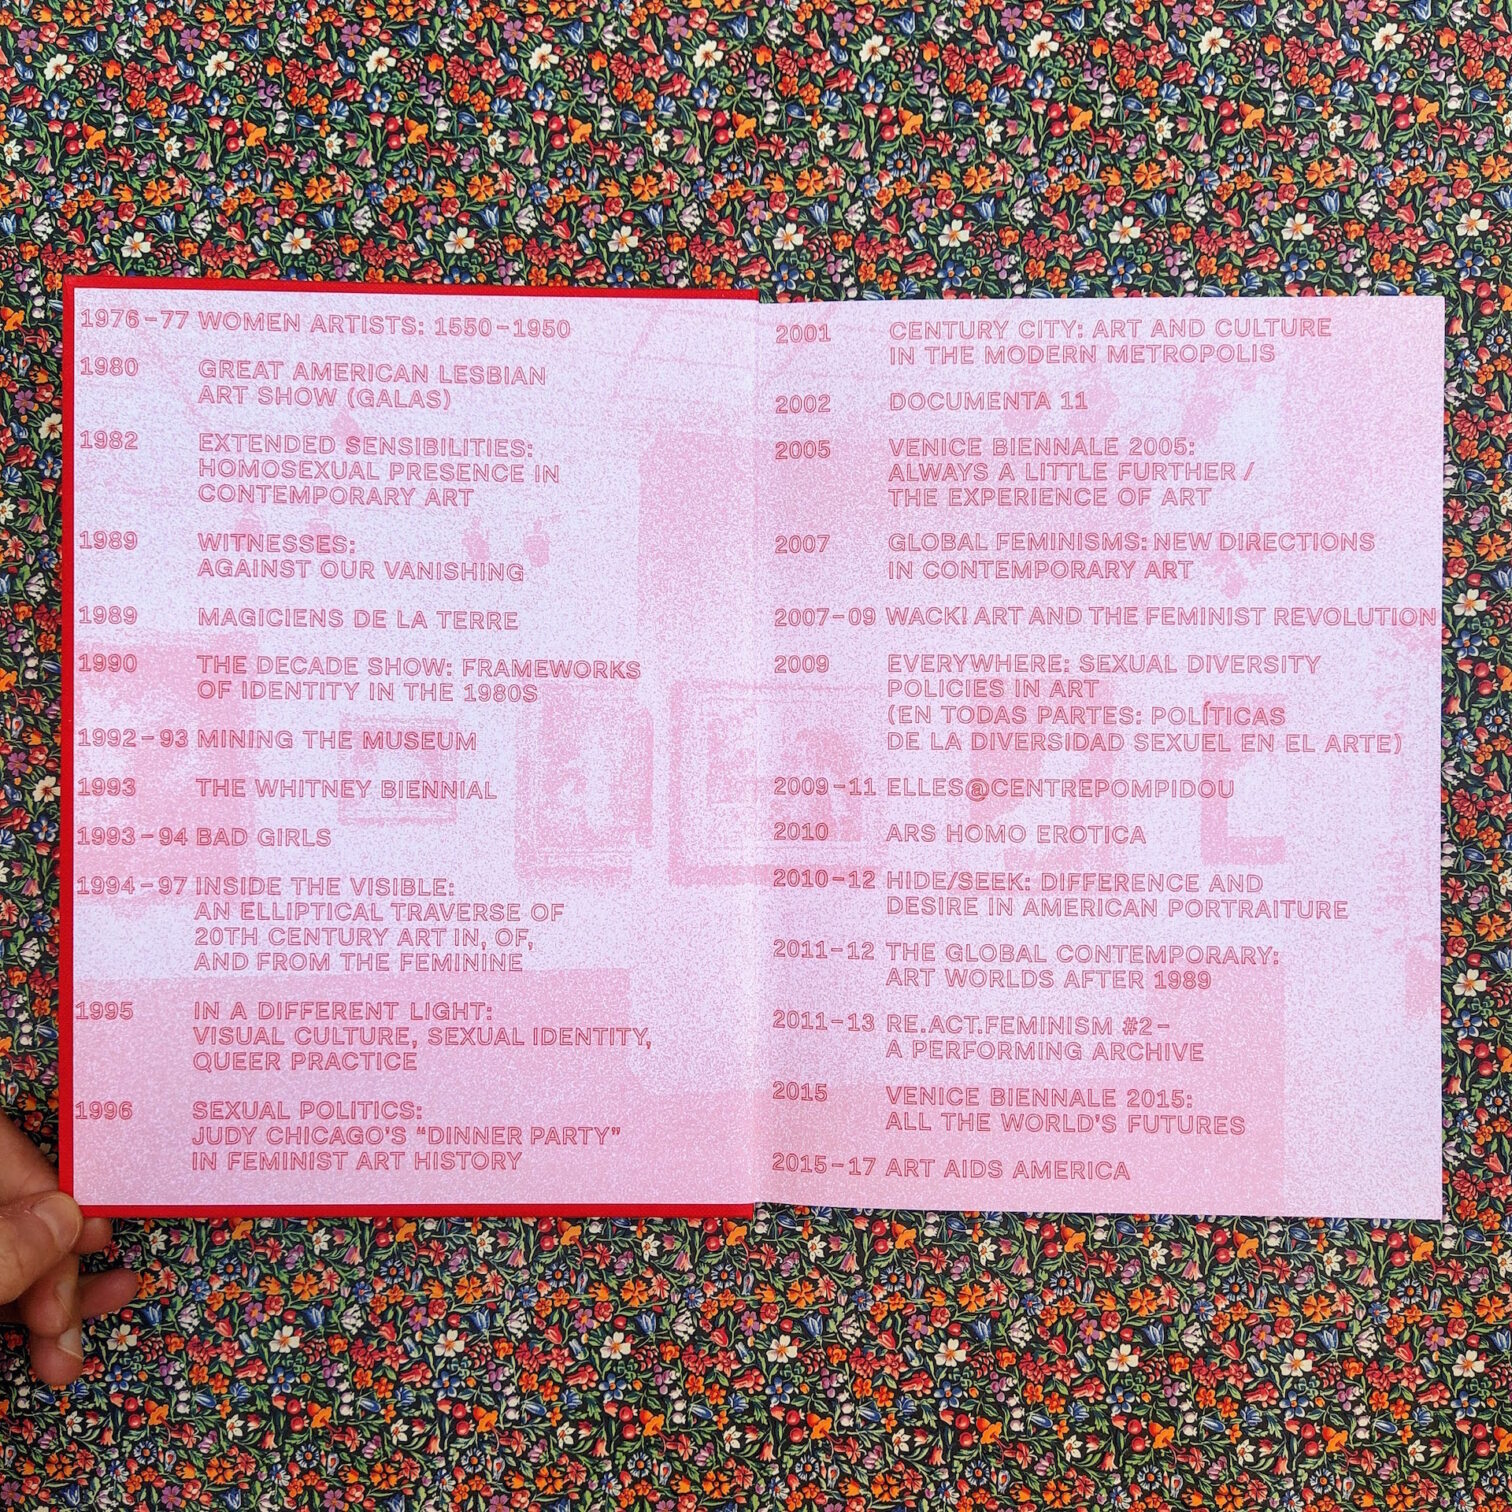 1976–77 WOMEN ARTISTS: 1550–1950
1980 GREAT AMERICAN LESBIAN
ART SHOW (GALAS)
1982 EXTENDED SENSIBILITIES:
HOMOSEXUAL PRESENCE IN
CONTEMPORARY ART
1989 WITNESSES:
AGAINST OUR VANISHING
1989 MAGICIENS DE LA TERRE
1990 THE DECADE SHOW: FRAMEWORKS
OF IDENTITY IN THE 1980S
1992–93 MINING THE MUSEUM
1993 THE WHITNEY BIENNIAL
1993–94 BAD GIRLS
1994–97 INSIDE THE VISIBLE:
AN ELLIPTICAL TRAVERSE OF
20TH CENTURY ART IN, OF,
AND FROM THE FEMININE
1995 IN A DIFFERENT LIGHT:
VISUAL CULTURE, SEXUAL IDENTITY,
QUEER PRACTICE
1996 SEXUAL POLITICS:
JUDY CHICAGO'S “DINNER PARTY”
IN FEMINIST ART HISTORY
2001 CENTURY CITY: ART AND CULTURE
IN THE MODERN METROPOLIS
2002 DOCUMENTA 11
2005 VENICE BIENNALE 2005:
ALWAYS A LITTLE FURTHER /
THE EXPERIENCE OF ART
2007 GLOBAL FEMINISMS: NEW DIRECTIONS
IN CONTEMPORARY ART
2007–09 WACK! ART AND THE FEMINIST REVOLUTION
2009 EVERYWHERE: SEXUAL DIVERSITY
POLICIES IN ART
(EN TODAS PARTES: POLÍTICAS
DE LA DIVERSIDAD SEXUEL EN EL ARTE)
2009–11 ELLES@CENTREPOMPIDOU
2010 ARS HOMO EROTICA
2010–12 HIDE/SEEK: DIFFERENCE AND
DESIRE IN AMERICAN PORTRAITURE
2011–12 THE GLOBAL CONTEMPORARY:
ART WORLDS AFTER 1989
2011–13 RE.ACT.FEMINISM #2–
A PERFORMING ARCHIVE
2015 VENICE BIENNALE 2015:
ALL THE WORLD'S FUTURES
2015–17 ART AIDS AMERICA